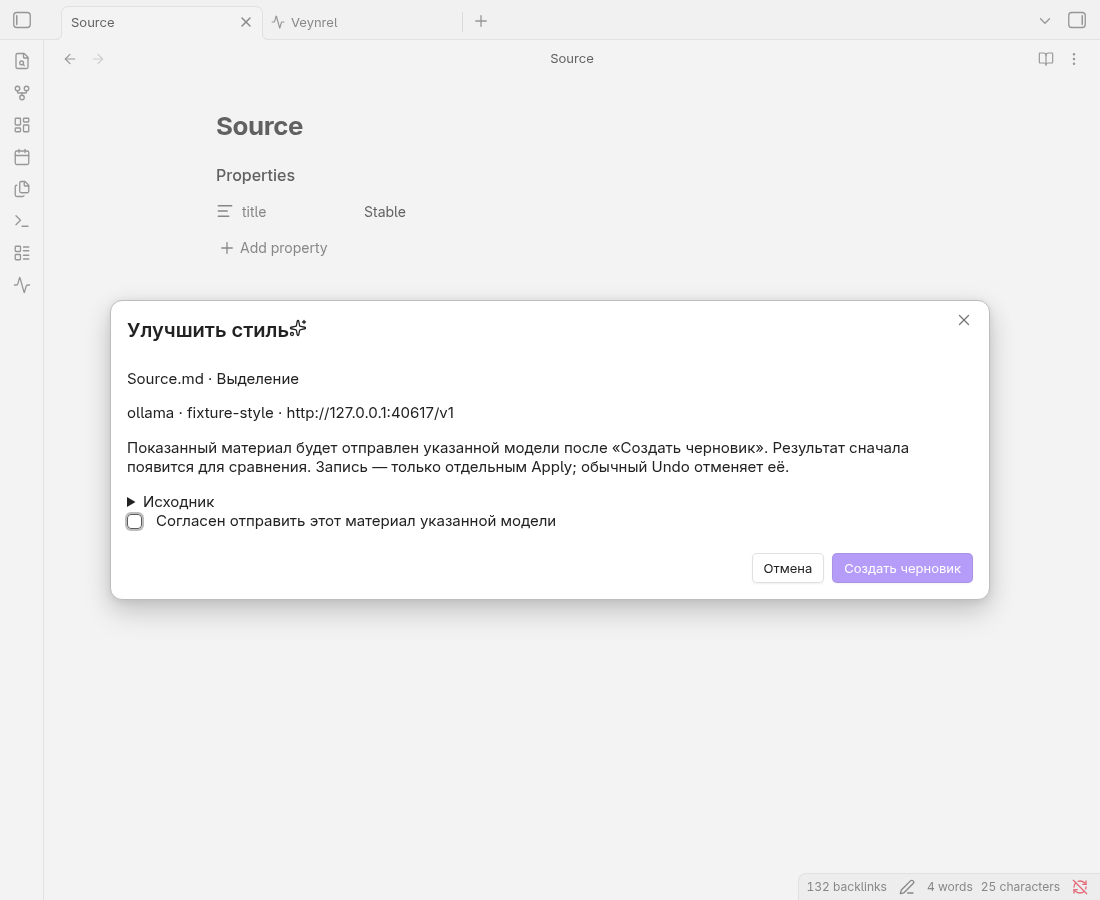 Source
Veynrel
Source
Source
Properties
title
Stable
Add property
Улучшить стиль
Source.md · Выделение
ollama · fixture-style · http://127.0.0.1:40617/v1
Показанный материал будет отправлен указанной модели после «Создать черновик». Результат сначала
появится для сравнения. Запись — только отдельным Apply; обычный Undo отменяет её.
Исходник
Согласен отправить этот материал указанной модели
Отмена
Создать черновик
132 backlinks
4 words
25 characters